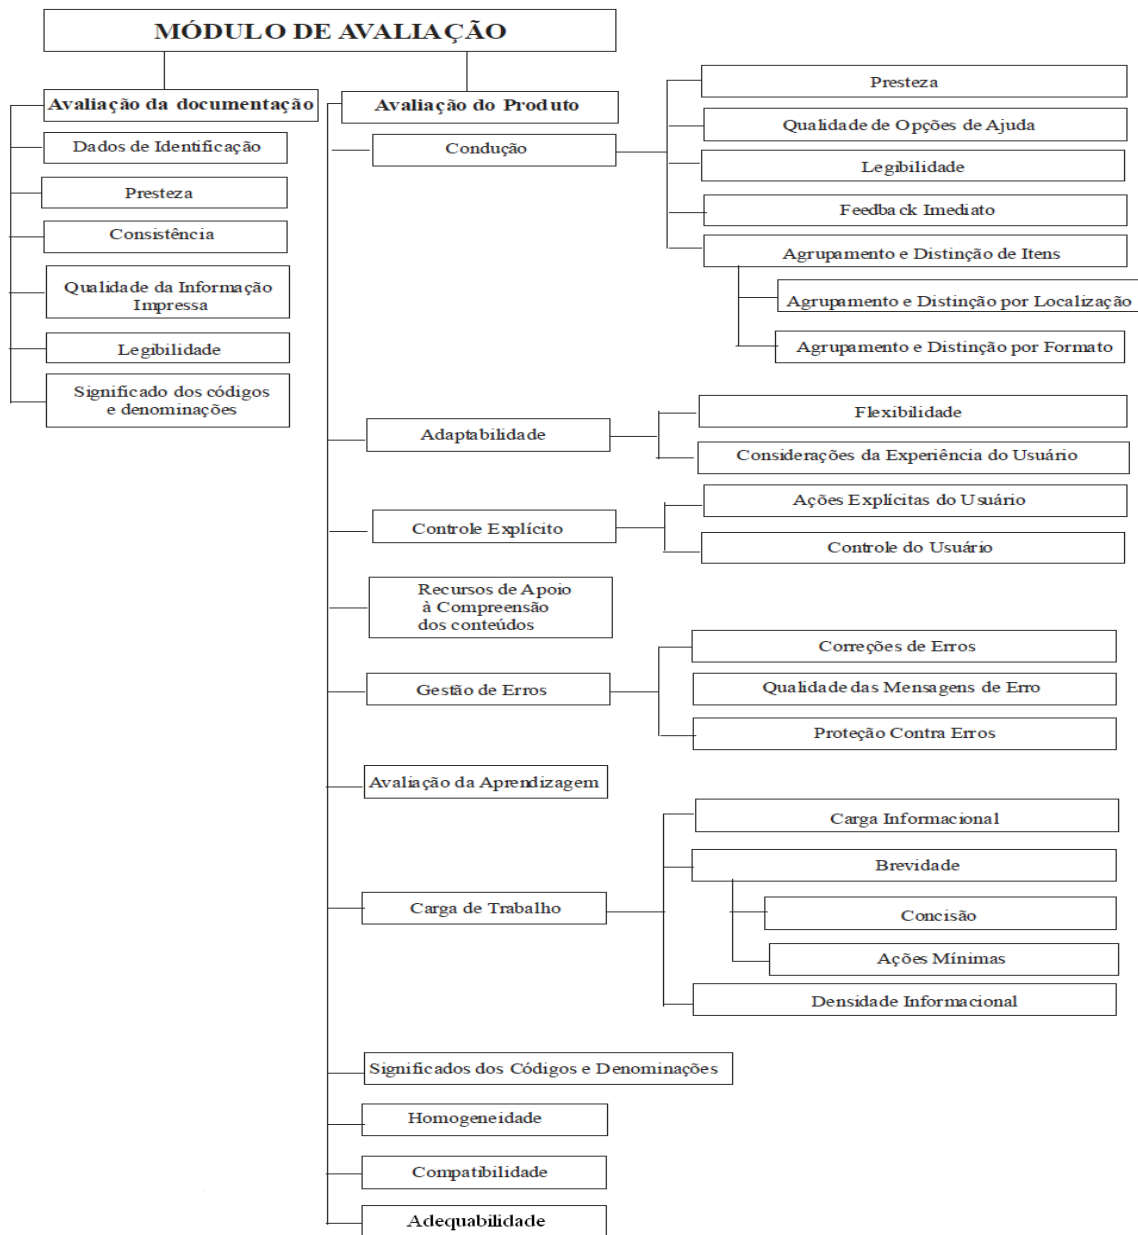 MÓDULO DE AVALIAÇÃO
Avaliação da documentação
Dados de Identificação
Presteza
Consistência
Qualidade da Informação
Impressa
Legibilidade
Significado dos códigos
e denominações
Avaliação do Produto
Condução
Presteza
Qualidade de Opções de Ajuda
Legibilidade
Feedback Imediato
Agrupamento e Distinção de Itens
Agrupamento e Distinção por Localização
Agrupamento e Distinção por Formato
Adaptabilidade
Flexibilidade
Considerações da Experiência do Usuário
Controle Explícito
Ações Explícitas do Usuário
Controle do Usuário
Recursos de Apoio
à Compreensão
dos conteúdos
Gestão de Erros
Correções de Erros
Qualidade das Mensagens de Erro
Proteção Contra Erros
Avaliação da Aprendizagem
Carga de Trabalho
Carga Informacional
Brevidade
Concisão
Ações Mínimas
Densidade Informacional
Significados dos Códigos e Denominações
Homogeneidade
Compatibilidade
Adequabilidade